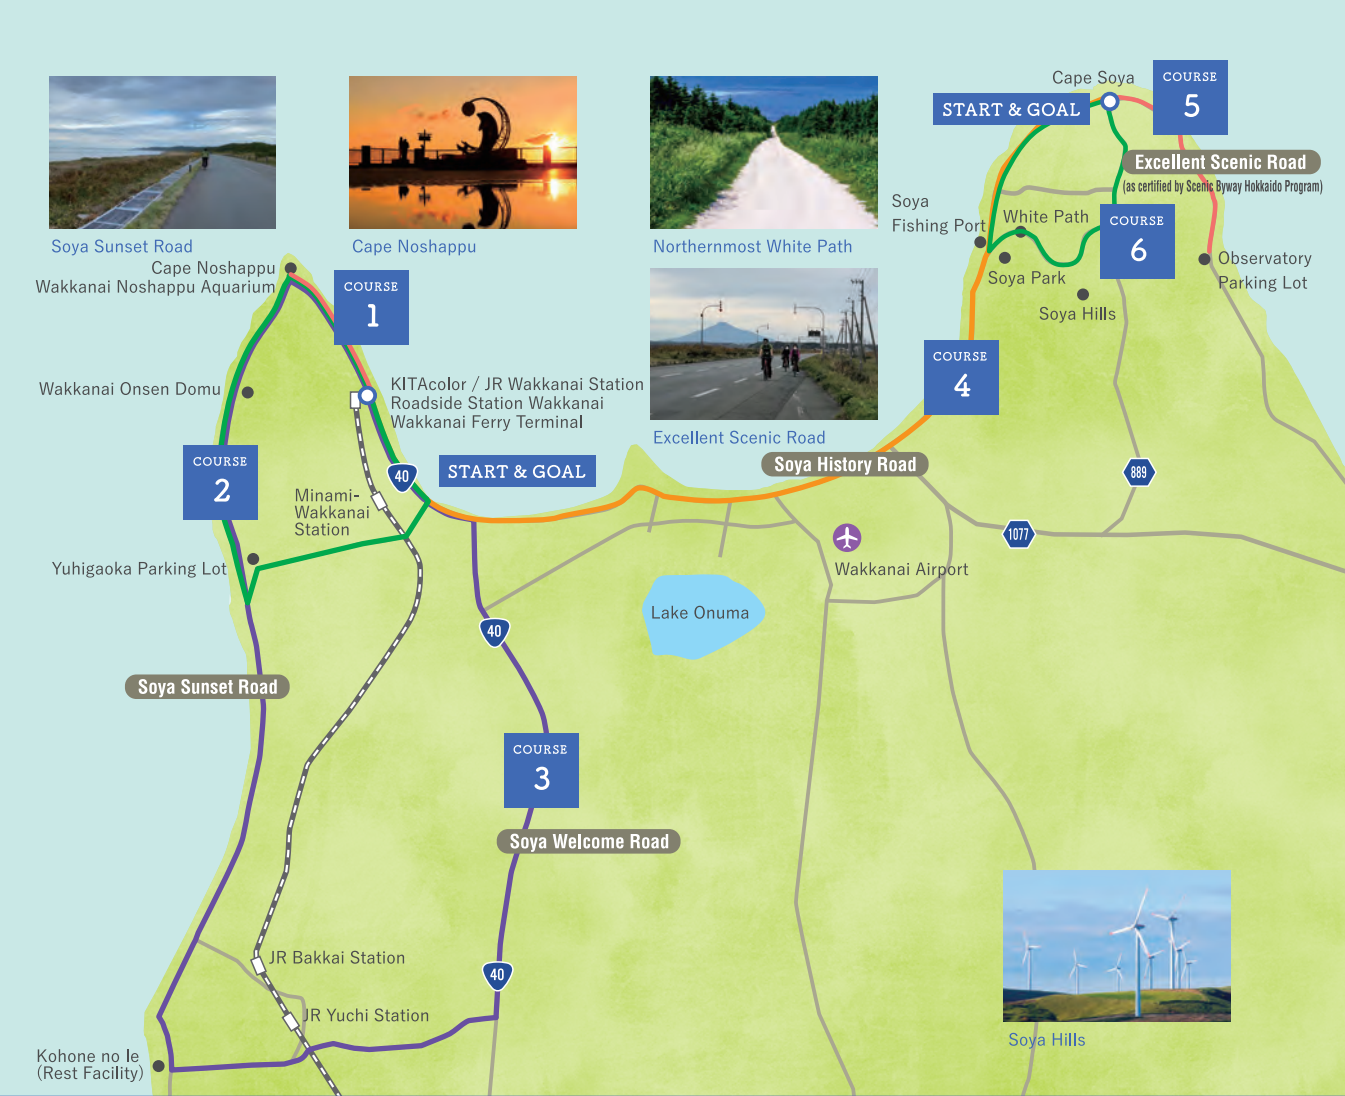 Cape Soya
START & GOAL
COURSE
5
Excellent Scenic Road
(as certified by Scenic Byway Hokkaido Program)
Soya
Fishing Port
White Path
COURSE
6
Soya Park
Observatory
Parking Lot
Soya Hills
Soya Sunset Road
Cape Noshappu
Northernmost White Path
Cape Noshappu
Wakkanai Noshappu Aquarium
COURSE
1
Wakkanai Onsen Domu
KITAcolor / JR Wakkanai Station
Roadside Station Wakkanai
Wakkanai Ferry Terminal
Excellent Scenic Road
COURSE
4
COURSE
2
40
START & GOAL
Soya History Road
889
Minami-
Wakkanai
Station
1077
Yuhigaoka Parking Lot
Wakkanai Airport
Lake Onuma
40
Soya Sunset Road
COURSE
3
Soya Welcome Road
JR Bakkai Station
40
JR Yuchi Station
Kohone no le
(Rest Facility)
Soya Hills